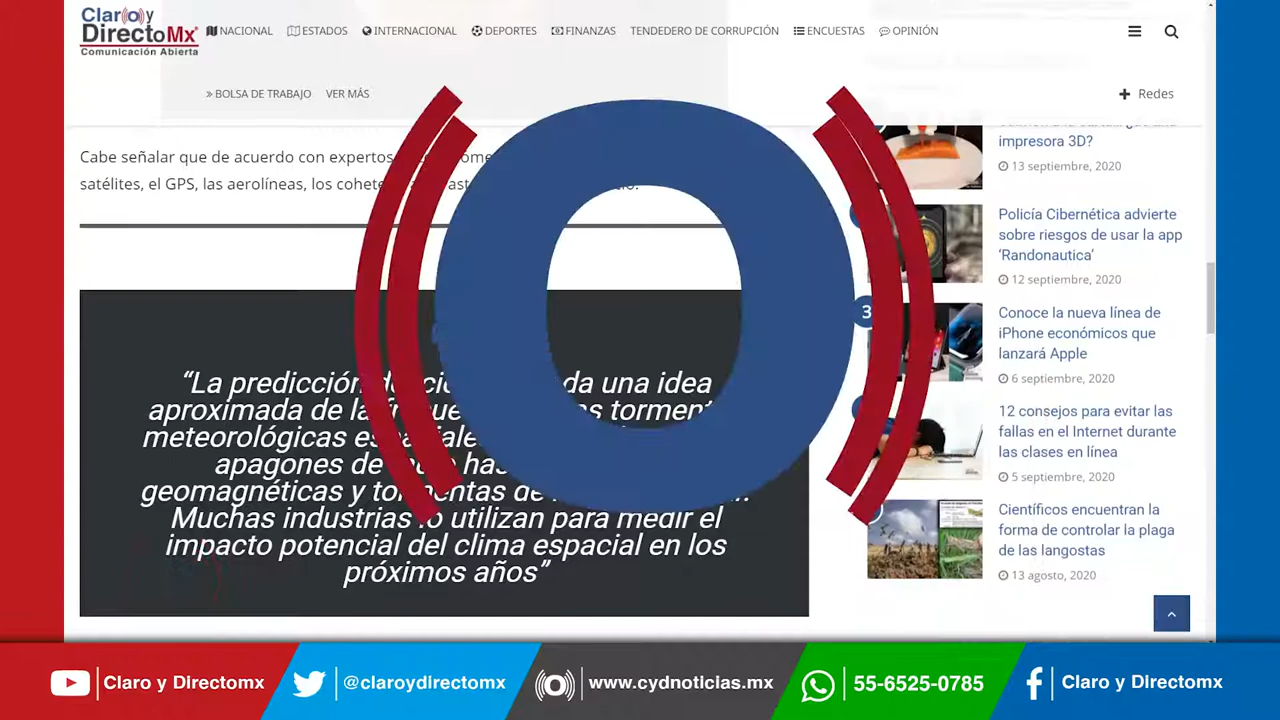 Claro y
DirectoMx
Comunicación Abierta
NACIONAL
ESTADOS
INTERNACIONAL
DEPORTES
FINANZAS
TENDEDERO DE CORRUPCIÓN
ENCUESTAS
OPINIÓN
» BOLSA DE TRABAJO
VER MÁS
+ Redes
Cabe señalar que de acuerdo con expertos
satélites, el GPS, las aerolíneas, los
“La predicción una idea
aproximada de
meteorológicas
apagones de
geomagnéticas y tormentas de
Muchas industrias lo utilizan para medir el
impacto potencial del clima espacial en los
próximos años”
impresora 3D?
13 septiembre, 2020
Policía Cibernética advierte
sobre riesgos de usar la app
‘Randonautica’
12 septiembre, 2020
3
Conoce la nueva línea de
iPhone económicos que
lanzará Apple
6 septiembre, 2020
12 consejos para evitar las
fallas en el Internet durante
las clases en línea
5 septiembre, 2020
Científicos encuentran la
forma de controlar la plaga
de las langostas
13 agosto, 2020
O
Claro y Directomx
@claroydirectomx
www.cydnoticias.mx
55-6525-0785
Claro y Directomx